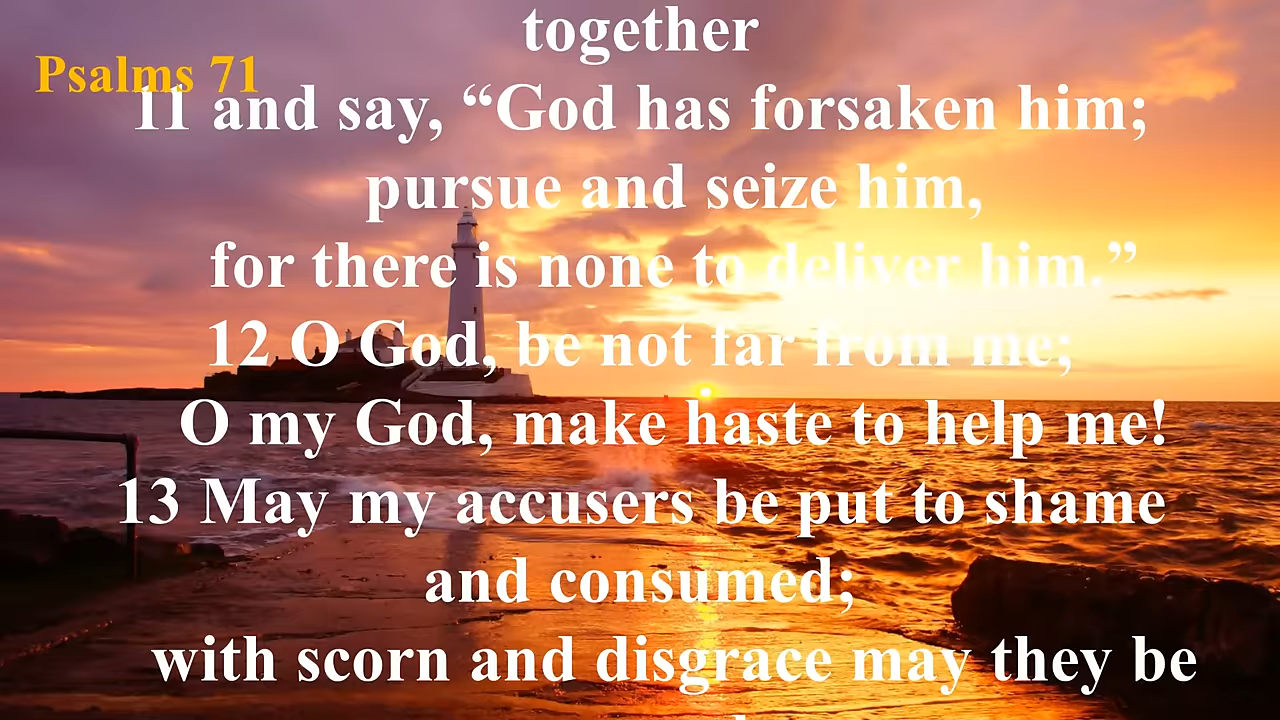 together
Psalms 71
11 and say, “God has forsaken him;
pursue and seize him,
for there is none to deliver him.”
12 O God, be not far from me;
O my God, make haste to help me!
13 May my accusers be put to shame
and consumed;
with scorn and disgrace may they be